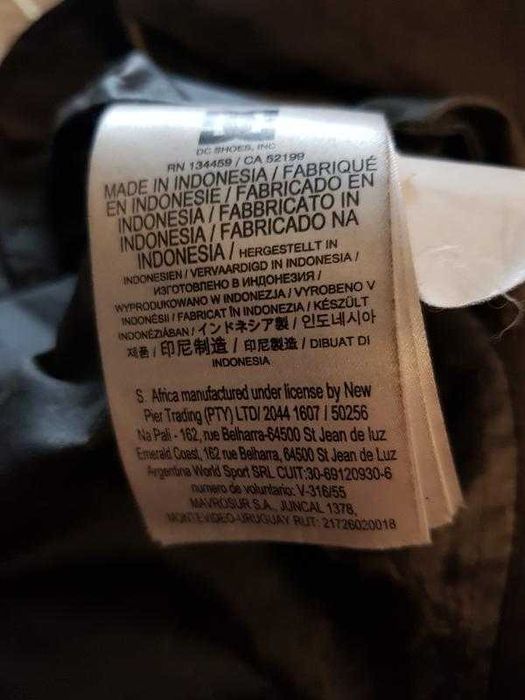 DC SHOES, INC
RN 134459 / CA 52199
MADE IN INDONESIA / FABRIQUÉ
EN INDONESIE / FABRICADO EN
INDONESIA / FABBRICATO IN
INDONESIA / FABRICADO NA
INDONESIA / HERGESTELLT IN
INDONESIEN / VERVAARDIGD IN INDONESIA /
ИЗГОТОВЛЕНО В ИНДОНЕЗИЯ /
WYPRODUKOWANO W INDONEZJA / VYROBENO V
INDONÉSII / FABRICAT ÎN INDONEZIA / KÉSZÜLT
INDONÉZIÁBAN / インドネシア製 / 인도네시아
제품 / 印尼制造 / 印尼製造 / DIBUAT DI
INDONESIA
S. Africa manufactured under license by New
Pier Trading (PTY) LTD/ 2044 1607 / 50256
Na Pali - 162, rue Belharra-64500 St Jean de luz
Emerald Coast, 162 rue Belharra, 64500 St Jean de Luz
Argentina World Sport SRL CUIT:30-69120930-6
numero de voluntario: V-316/55
MAVROSUR S.A., JUNCAL 1378,
MONTEVIDEO-URUGUAY RUT: 21726020018